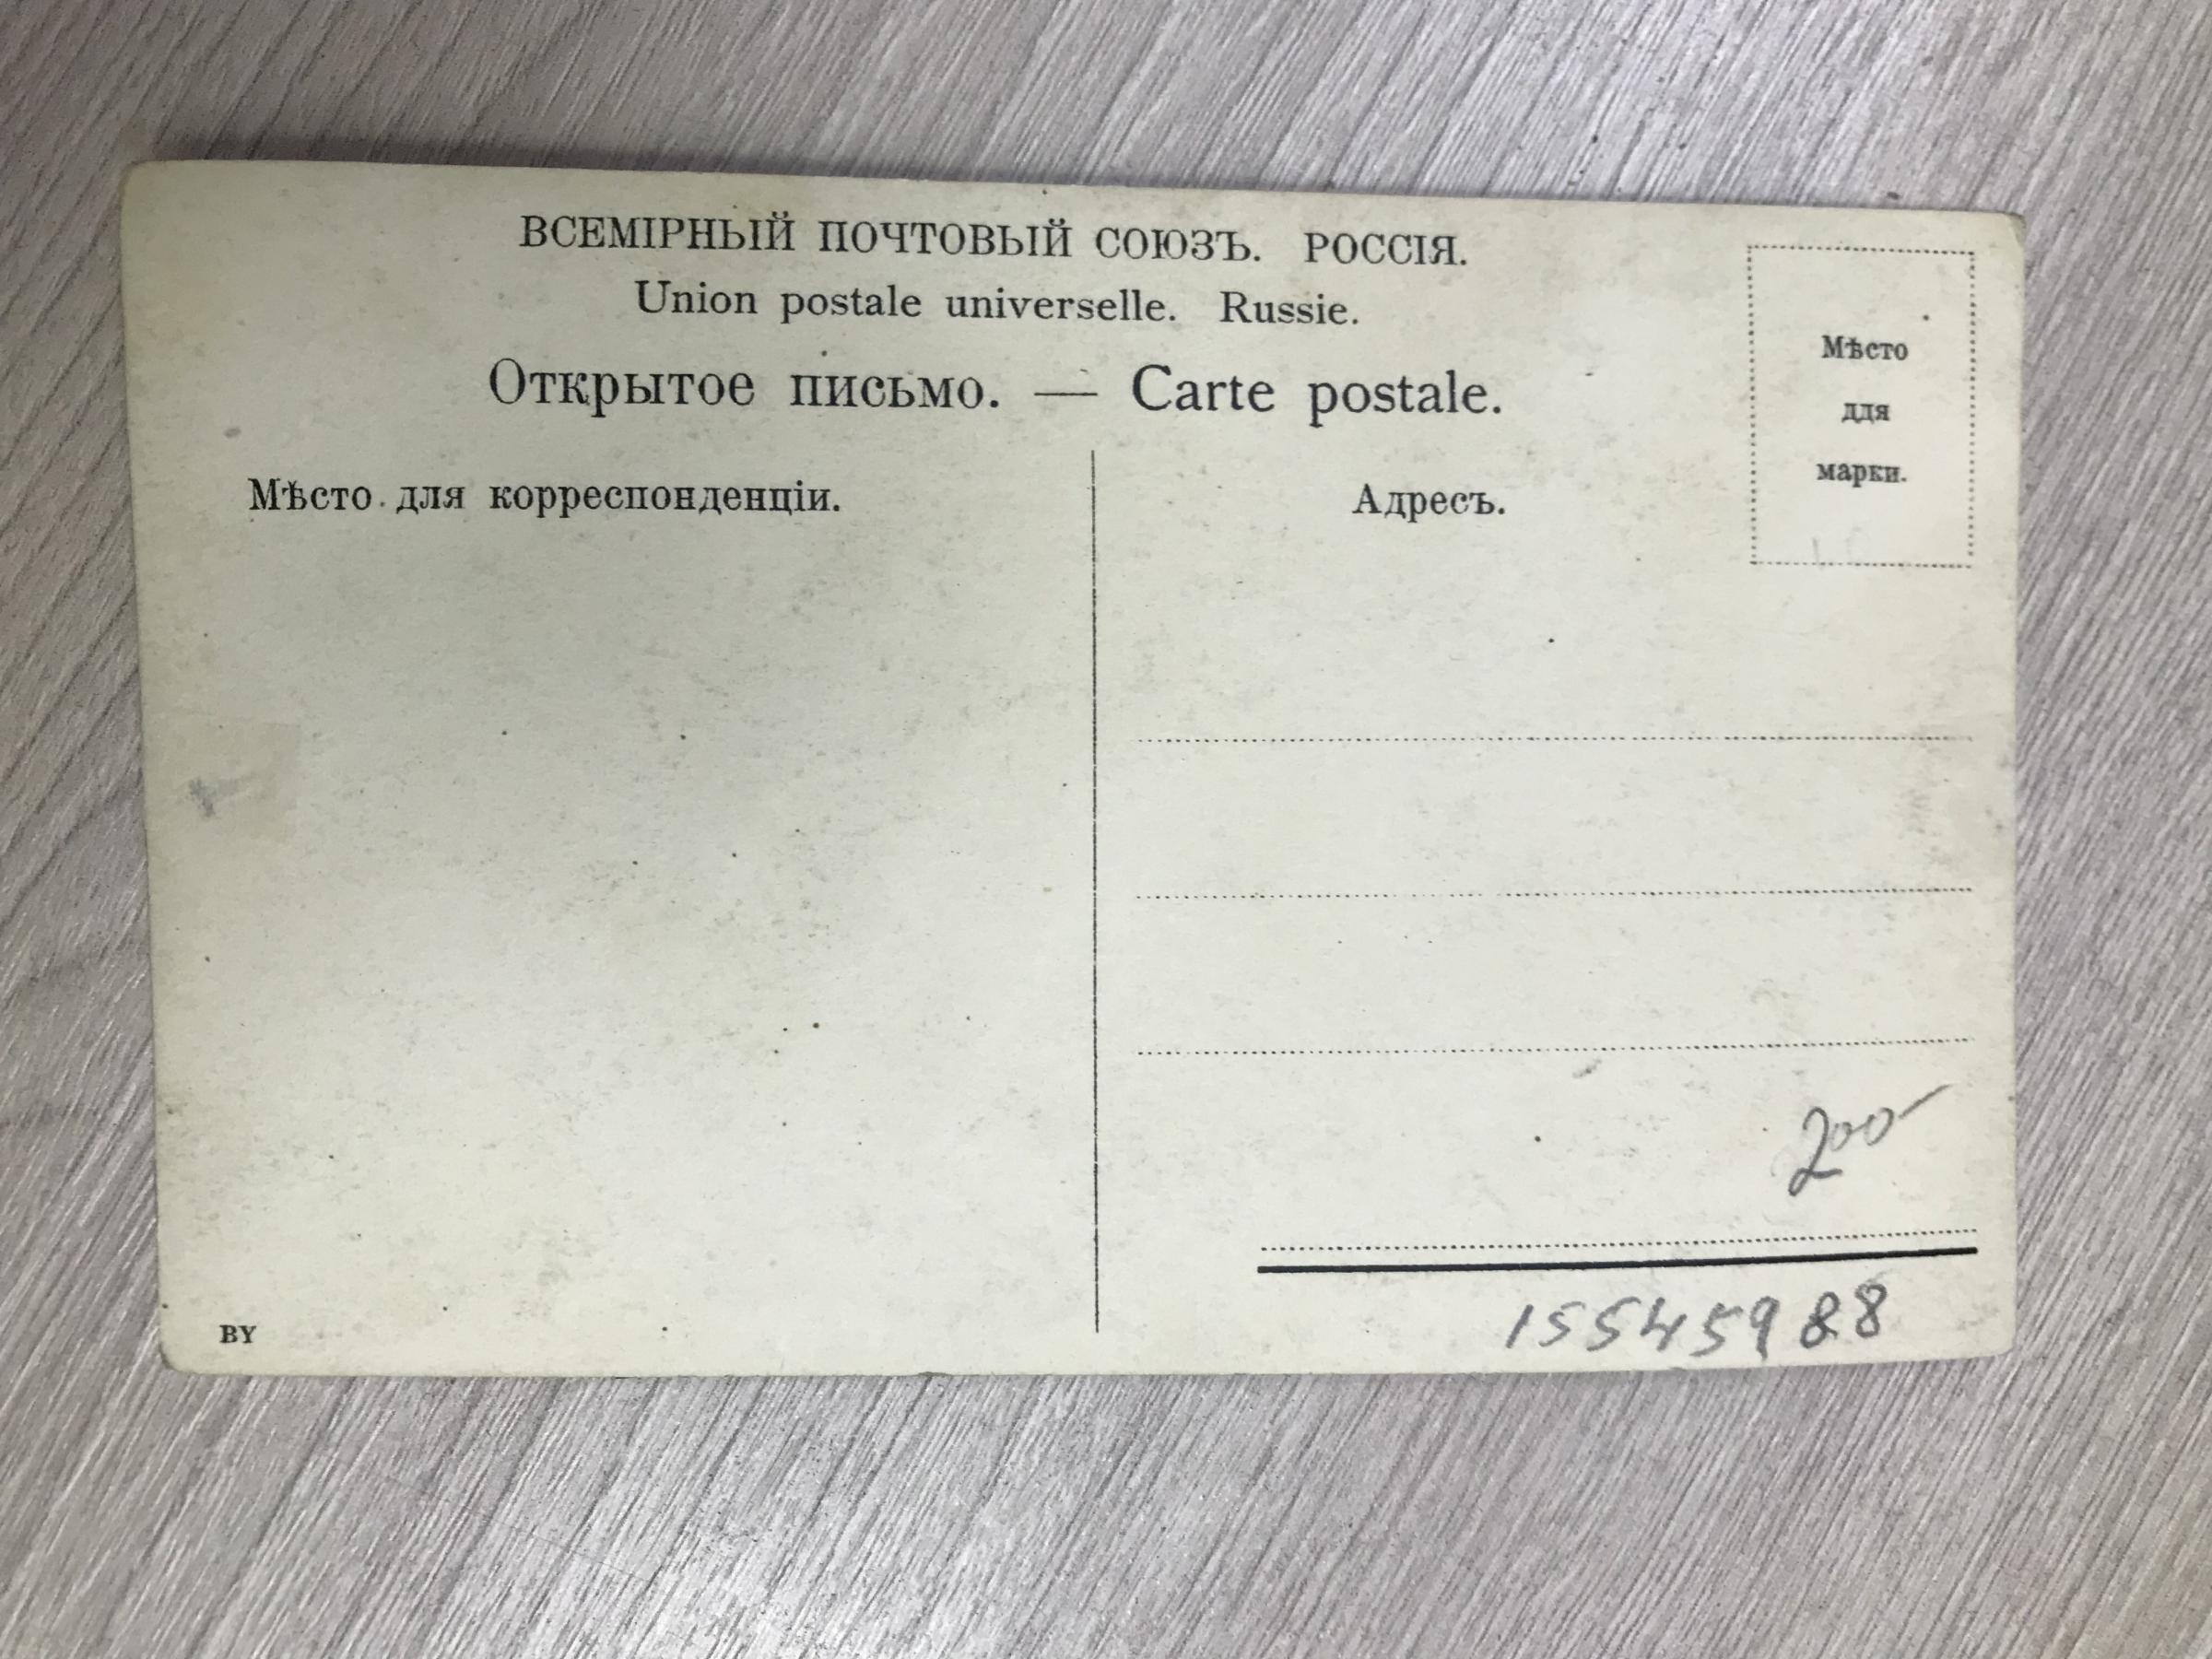 ВСЕМІРНЫЙ ПОЧТОВЫЙ СОЮЗЪ. РОССІЯ.
Union postale universelle. Russie.
Открытое письмо. — Carte postale.
Мѣсто для корреспонденціи.
Адресъ.
Мѣсто
ддя
марки.
200-
BY
15545988